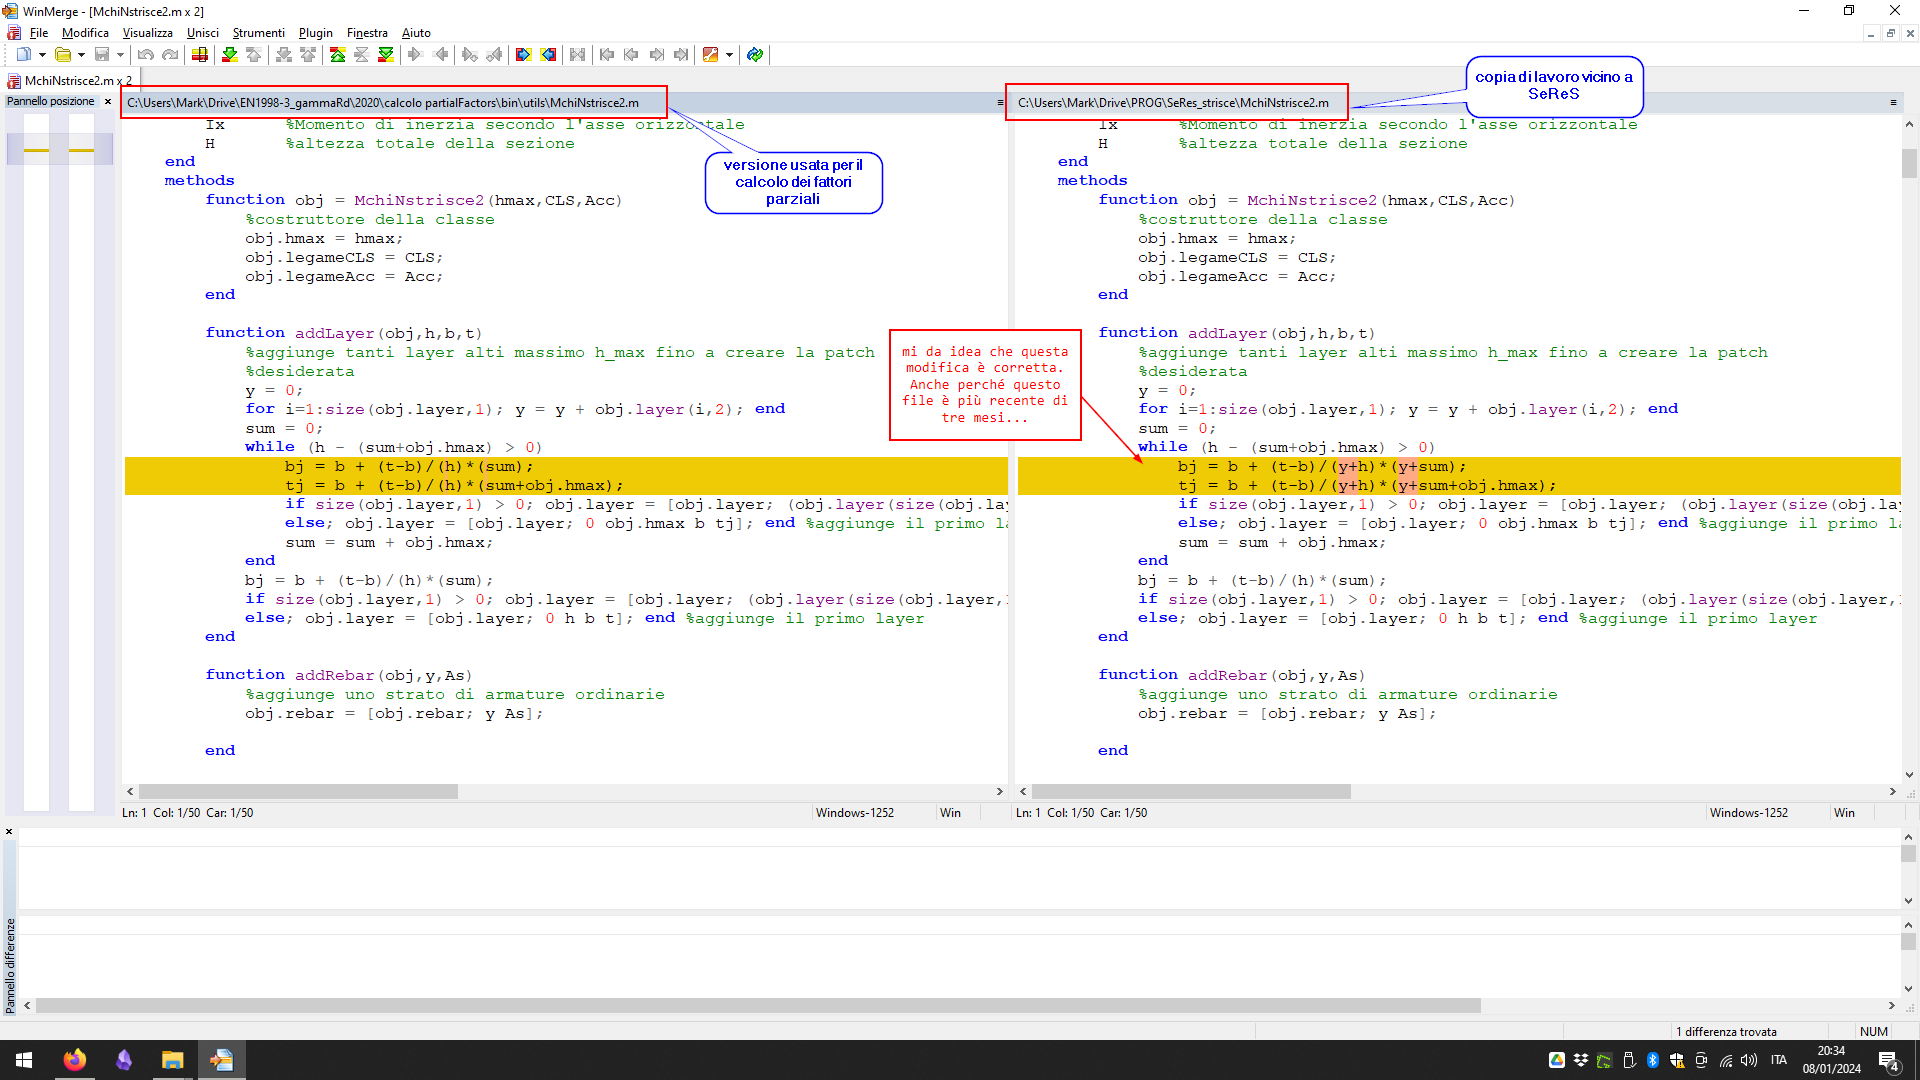 WinMerge - [MchiNstrisce2.m x 2]
File Modifica Visualizza Unisci Strumenti Plugin Finestra Aiuto
MchiNstrisce2.m x 2
Pannello posizione ×
C:\Users\Mark\Drive\EN1998-3_gammaRd\2020\calcolo partialFactors\bin\utils\MchiNstrisce2.m
Ix %Momento di inerzia secondo l'asse orizzontale
H %altezza totale della sezione
end
methods
function obj = MchiNstrisce2(hmax,CLS,Acc)
%costruttore della classe
obj.hmax = hmax;
obj.legameCLS = CLS;
obj.legameAcc = Acc;
end
function addLayer(obj,h,b,t)
%aggiunge tanti layer alti massimo h_max fino a creare la patch
%desiderata
y = 0;
for i=1:size(obj.layer,1); y = y + obj.layer(i,2); end
sum = 0;
while (h - (sum+obj.hmax) > 0)
bj = b + (t-b)/(h)*(sum);
tj = b + (t-b)/(h)*(sum+obj.hmax);
if size(obj.layer,1) > 0; obj.layer = [obj.layer; (obj.layer(size(obj.la
else; obj.layer = [obj.layer; 0 obj.hmax b tj]; end %aggiunge il primo la
sum = sum + obj.hmax;
end
bj = b + (t-b)/(h)*(sum);
if size(obj.layer,1) > 0; obj.layer = [obj.layer; (obj.layer(size(obj.layer,1
else; obj.layer = [obj.layer; 0 h b t]; end %aggiunge il primo layer
end
function addRebar(obj,y,As)
%aggiunge uno strato di armature ordinarie
obj.rebar = [obj.rebar; y As];
end
versione usata per il
calcolo dei fattori
parziali
C:\Users\Mark\Drive\PROG\SeRes_strisce\MchiNstrisce2.m
copia di lavoro vicino a
SeReS
Ix %Momento di inerzia secondo l'asse orizzontale
H %altezza totale della sezione
end
methods
function obj = MchiNstrisce2(hmax,CLS,Acc)
%costruttore della classe
obj.hmax = hmax;
obj.legameCLS = CLS;
obj.legameAcc = Acc;
end
function addLayer(obj,h,b,t)
%aggiunge tanti layer alti massimo h_max fino a creare la patch
%desiderata
y = 0;
for i=1:size(obj.layer,1); y = y + obj.layer(i,2); end
sum = 0;
while (h - (sum+obj.hmax) > 0)
bj = b + (t-b)/(y+h)*(y+sum);
tj = b + (t-b)/(y+h)*(y+sum+obj.hmax);
if size(obj.layer,1) > 0; obj.layer = [obj.layer; (obj.layer(size(obj.la
else; obj.layer = [obj.layer; 0 obj.hmax b tj]; end %aggiunge il primo la
sum = sum + obj.hmax;
end
bj = b + (t-b)/(h)*(sum);
if size(obj.layer,1) > 0; obj.layer = [obj.layer; (obj.layer(size(obj.layer,1
else; obj.layer = [obj.layer; 0 h b t]; end %aggiunge il primo layer
end
function addRebar(obj,y,As)
%aggiunge uno strato di armature ordinarie
obj.rebar = [obj.rebar; y As];
end
mi da idea che questa
modifica è corretta.
Anche perché questo
file è più recente di
tre mesi...
Ln: 1 Col: 1/50 Car: 1/50 Windows-1252 Win
Ln: 1 Col: 1/50 Car: 1/50 Windows-1252 Win
Pannello differenze
1 differenza trovata NUM
ITA
20:34
08/01/2024
4